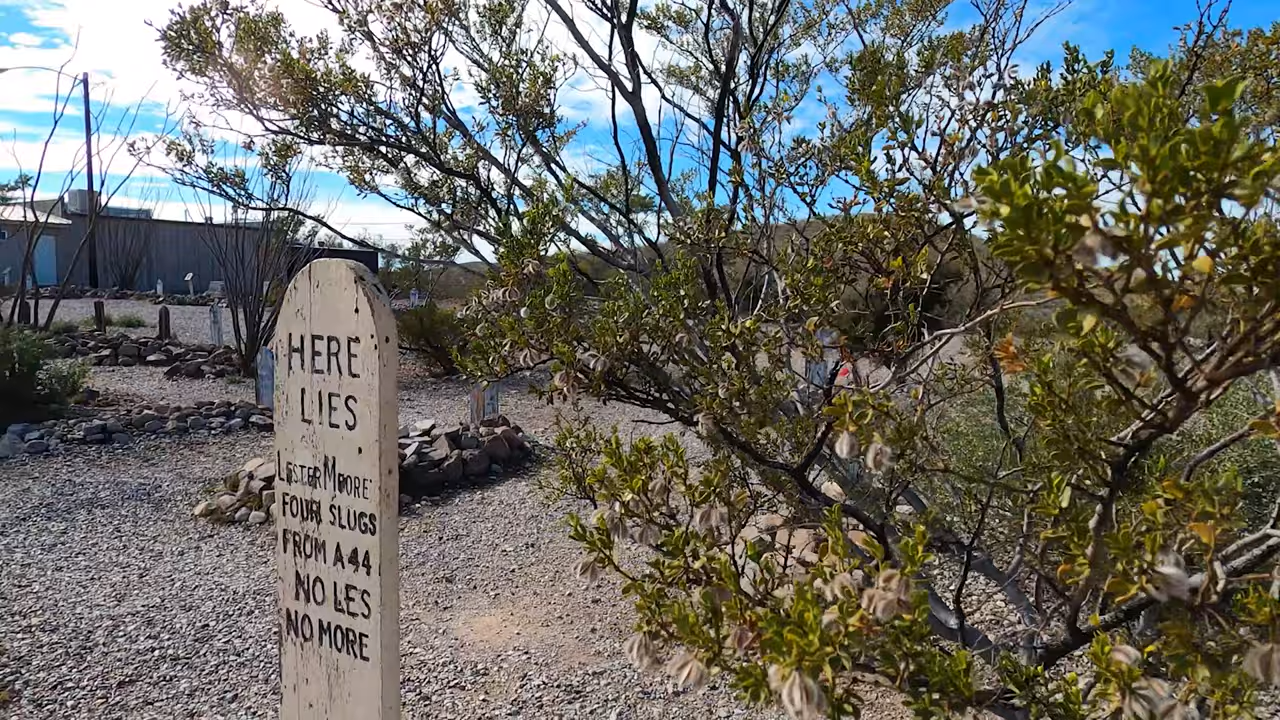 HERE
LIES
LESTER MOORE
FOUR SLUGS
FROM A 44
NO LES
NO MORE